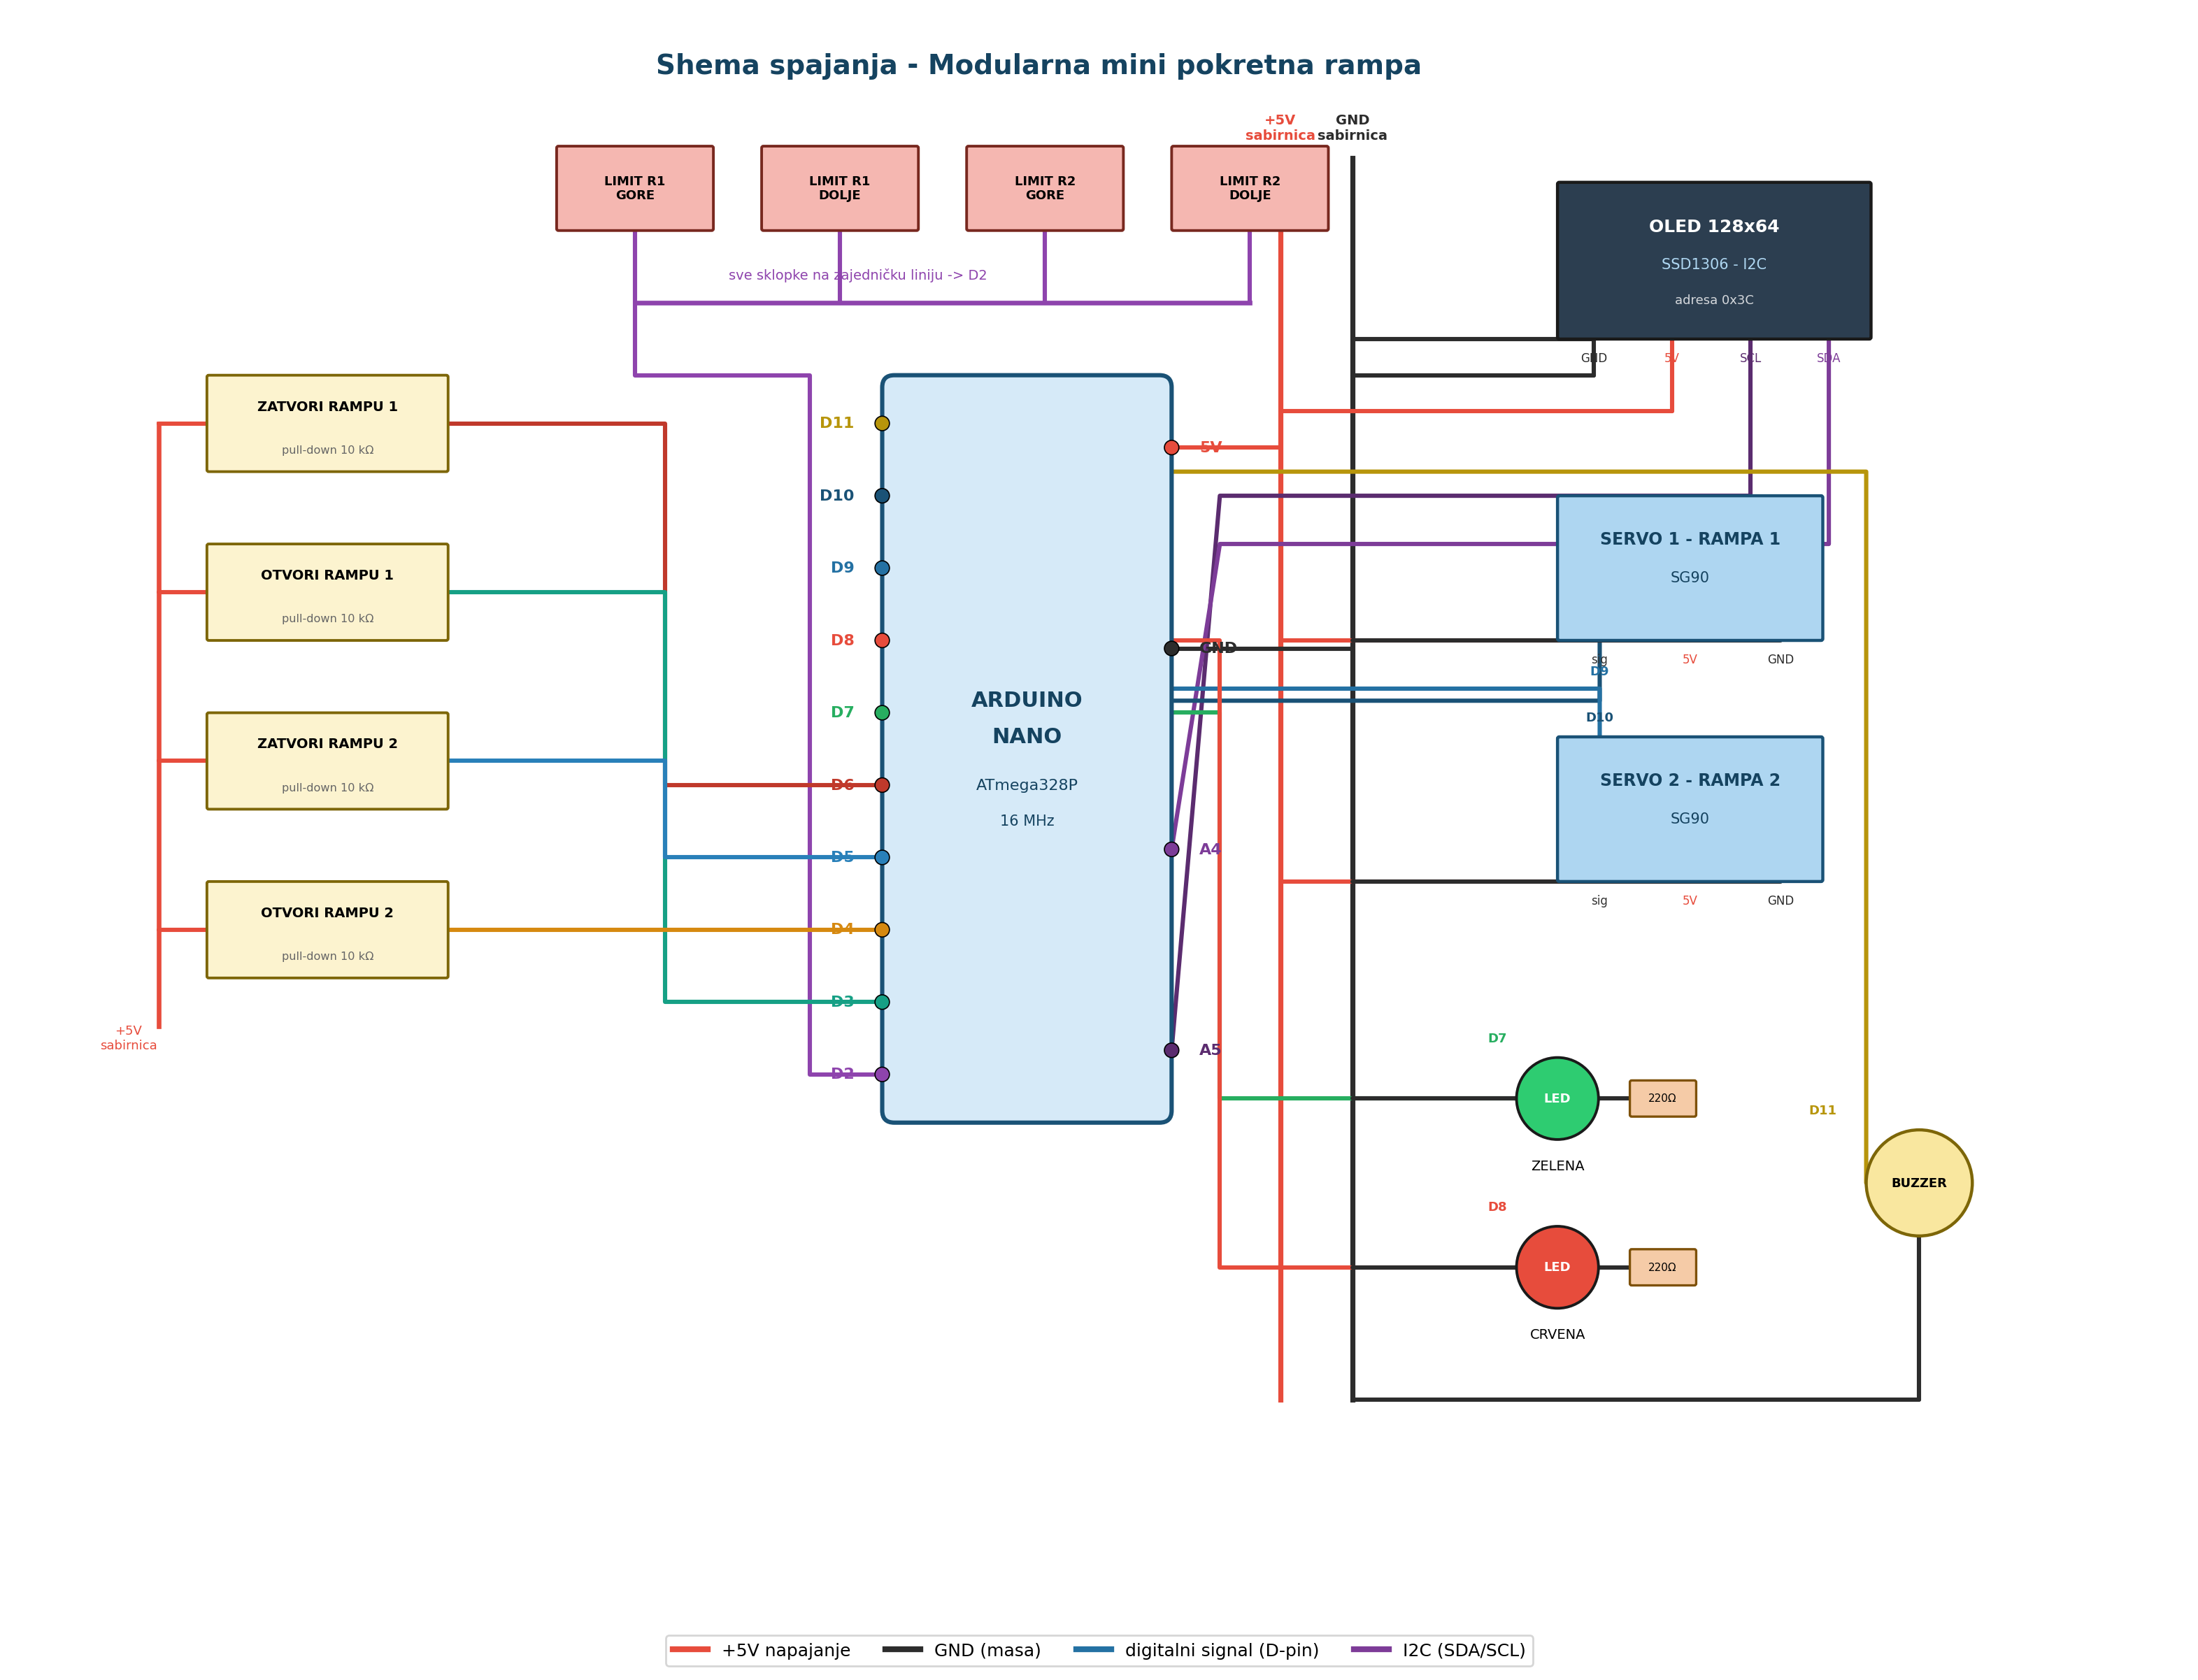 Shema spajanja - Modularna mini pokretna rampa
+5V
sabirnica
GND
sabirnica
LIMIT R1
GORE
LIMIT R1
DOLJE
LIMIT R2
GORE
LIMIT R2
DOLJE
sve sklopke na zajedničku liniju -> D2
OLED 128x64
SSD1306 - I2C
adresa 0x3C
GND
5V
SCL
SDA
ZATVORI RAMPU 1
pull-down 10 kΩ
OTVORI RAMPU 1
pull-down 10 kΩ
ZATVORI RAMPU 2
pull-down 10 kΩ
OTVORI RAMPU 2
pull-down 10 kΩ
+5V
sabirnica
D11
D10
D9
D8
D7
D6
D5
D4
D3
D2
ARDUINO
NANO
ATmega328P
16 MHz
5V
GND
A4
A5
SERVO 1 - RAMPA 1
SG90
sig
5V
GND
D9
D10
SERVO 2 - RAMPA 2
SG90
sig
5V
GND
D7
LED
220Ω
ZELENA
D8
LED
220Ω
CRVENA
D11
BUZZER
+5V napajanje
GND (masa)
digitalni signal (D-pin)
I2C (SDA/SCL)